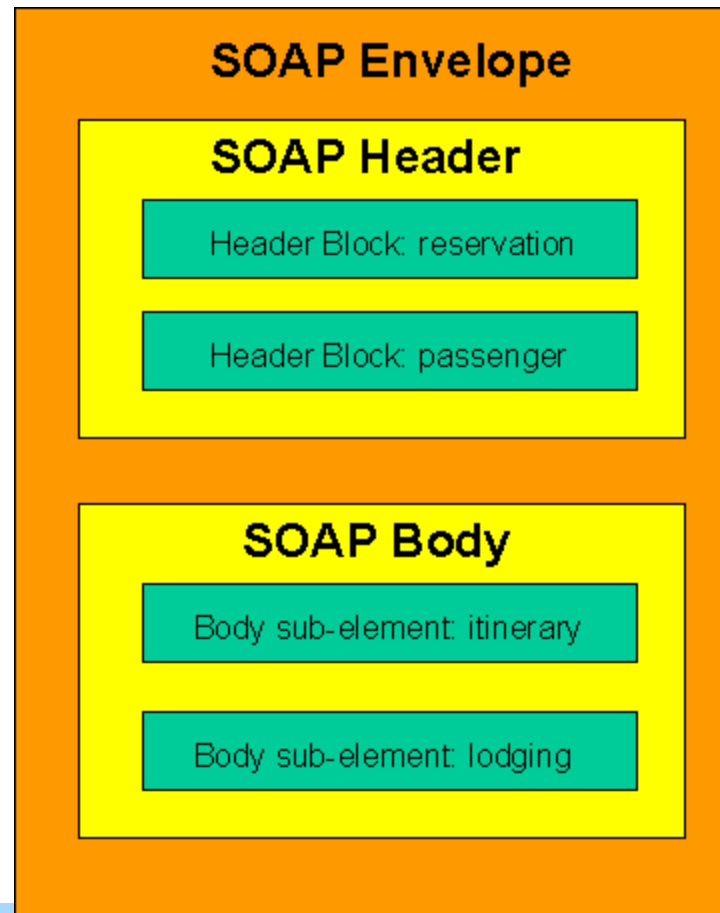 SOAP Envelope
SOAP Header
Header Block: reservation
Header Block: passenger
SOAP Body
Body sub-element: itinerary
Body sub-element: lodging